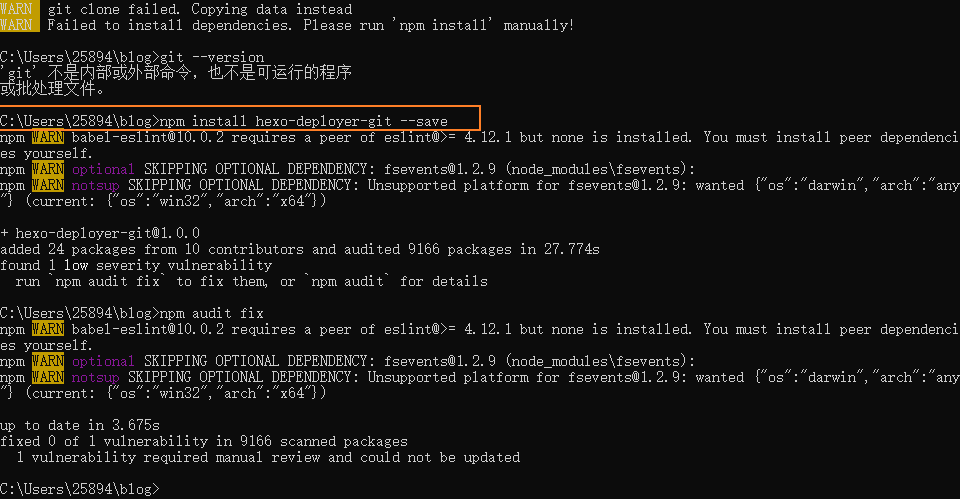 WARN  git clone failed. Copying data instead
WARN  Failed to install dependencies. Please run 'npm install' manually!
C:\Users\25894\blog>git --version
'git' 不是内部或外部命令，也不是可运行的程序
或批处理文件。
C:\Users\25894\blog>npm install hexo-deployer-git --save
npm WARN babel-eslint@10.0.2 requires a peer of eslint@>= 4.12.1 but none is installed. You must install peer dependenci
es yourself.
npm WARN optional SKIPPING OPTIONAL DEPENDENCY: fsevents@1.2.9 (node_modules\fsevents):
npm WARN notsup SKIPPING OPTIONAL DEPENDENCY: Unsupported platform for fsevents@1.2.9: wanted {"os":"darwin","arch":"any
"} (current: {"os":"win32","arch":"x64"})
+ hexo-deployer-git@1.0.0
added 24 packages from 10 contributors and audited 9166 packages in 27.774s
found 1 low severity vulnerability
  run `npm audit fix` to fix them, or `npm audit` for details
C:\Users\25894\blog>npm audit fix
npm WARN babel-eslint@10.0.2 requires a peer of eslint@>= 4.12.1 but none is installed. You must install peer dependenci
es yourself.
npm WARN optional SKIPPING OPTIONAL DEPENDENCY: fsevents@1.2.9 (node_modules\fsevents):
npm WARN notsup SKIPPING OPTIONAL DEPENDENCY: Unsupported platform for fsevents@1.2.9: wanted {"os":"darwin","arch":"any
"} (current: {"os":"win32","arch":"x64"})
up to date in 3.675s
fixed 0 of 1 vulnerability in 9166 scanned packages
  1 vulnerability required manual review and could not be updated
C:\Users\25894\blog>